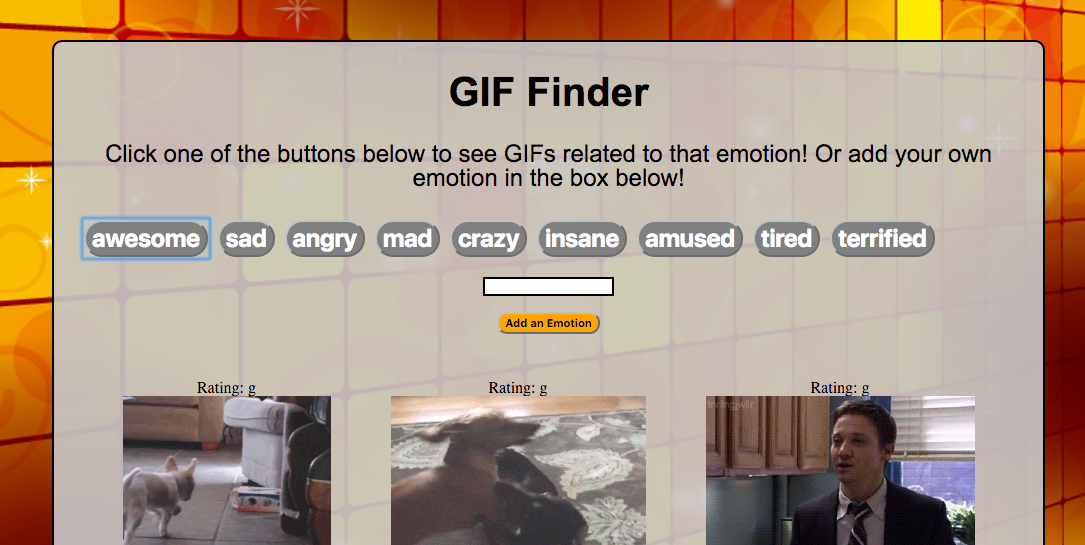 GIF Finder
Click one of the buttons below to see GIFs related to that emotion! Or add your own
emotion in the box below!
awesome sad angry mad crazy insane amused tired terrified
Add an Emotion
Rating: g Rating: g Rating: g